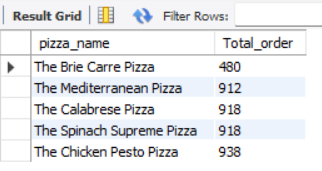 Result Grid Filter Rows:
pizza_name Total_order
The Brie Carre Pizza 480
The Mediterranean Pizza 912
The Calabrese Pizza 918
The Spinach Supreme Pizza 918
The Chicken Pesto Pizza 938